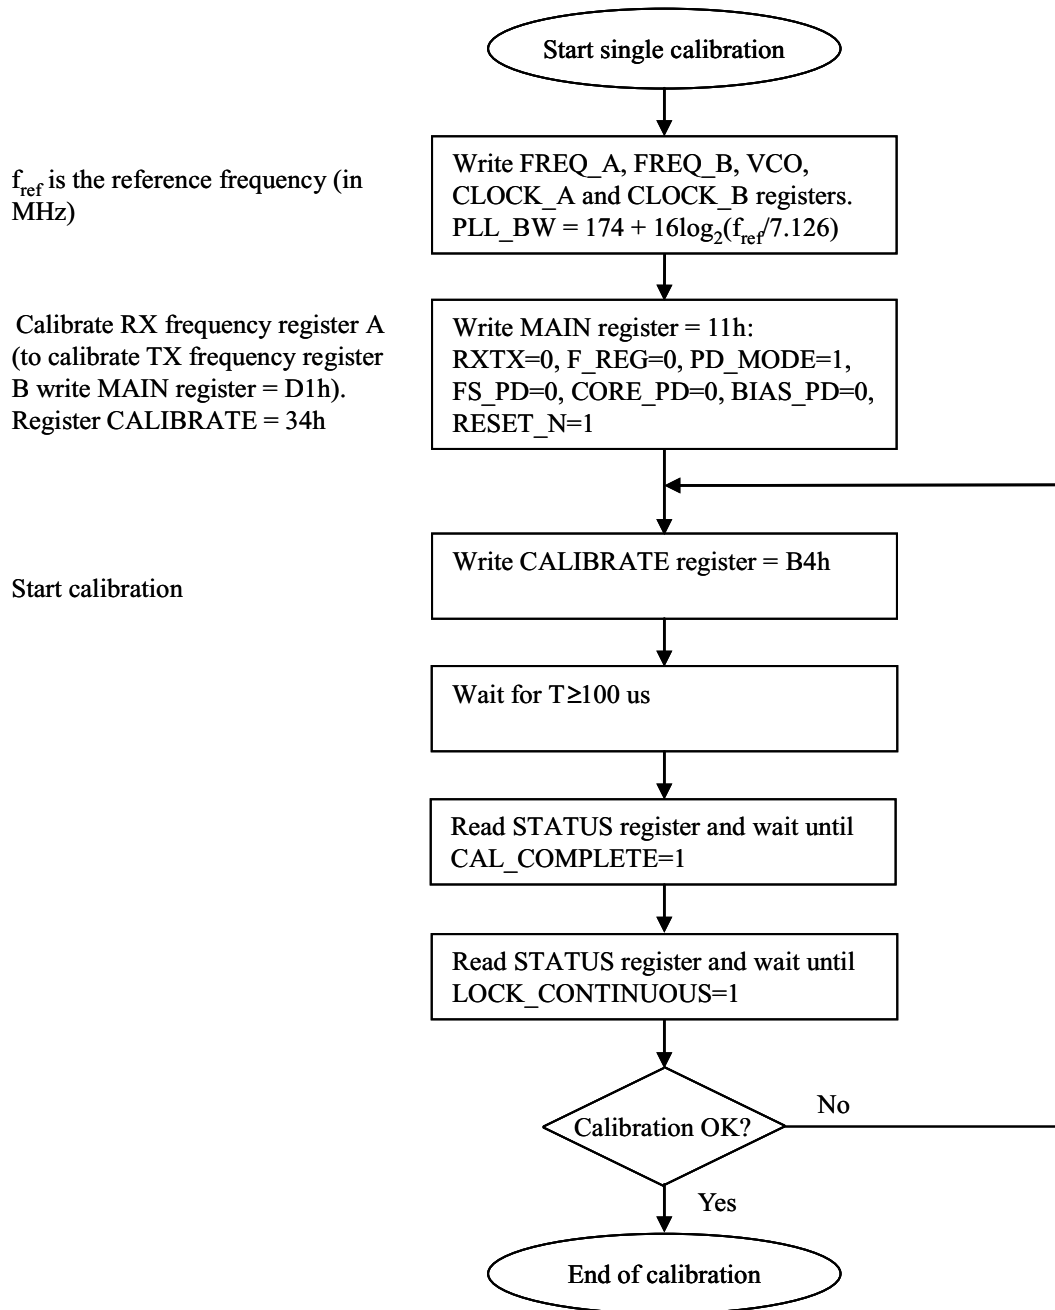 Start single calibration
f_ref is the reference frequency (in
MHz)
Write FREQ_A, FREQ_B, VCO,
CLOCK_A and CLOCK_B registers.
PLL_BW = 174 + 16log₂(f_ref/7.126)
Calibrate RX frequency register A
(to calibrate TX frequency register
B write MAIN register = D1h).
Register CALIBRATE = 34h
Write MAIN register = 11h:
RXTX=0, F_REG=0, PD_MODE=1,
FS_PD=0, CORE_PD=0, BIAS_PD=0,
RESET_N=1
Start calibration
Write CALIBRATE register = B4h
Wait for T≥100 us
Read STATUS register and wait until
CAL_COMPLETE=1
Read STATUS register and wait until
LOCK_CONTINUOUS=1
Calibration OK?
No
Yes
End of calibration